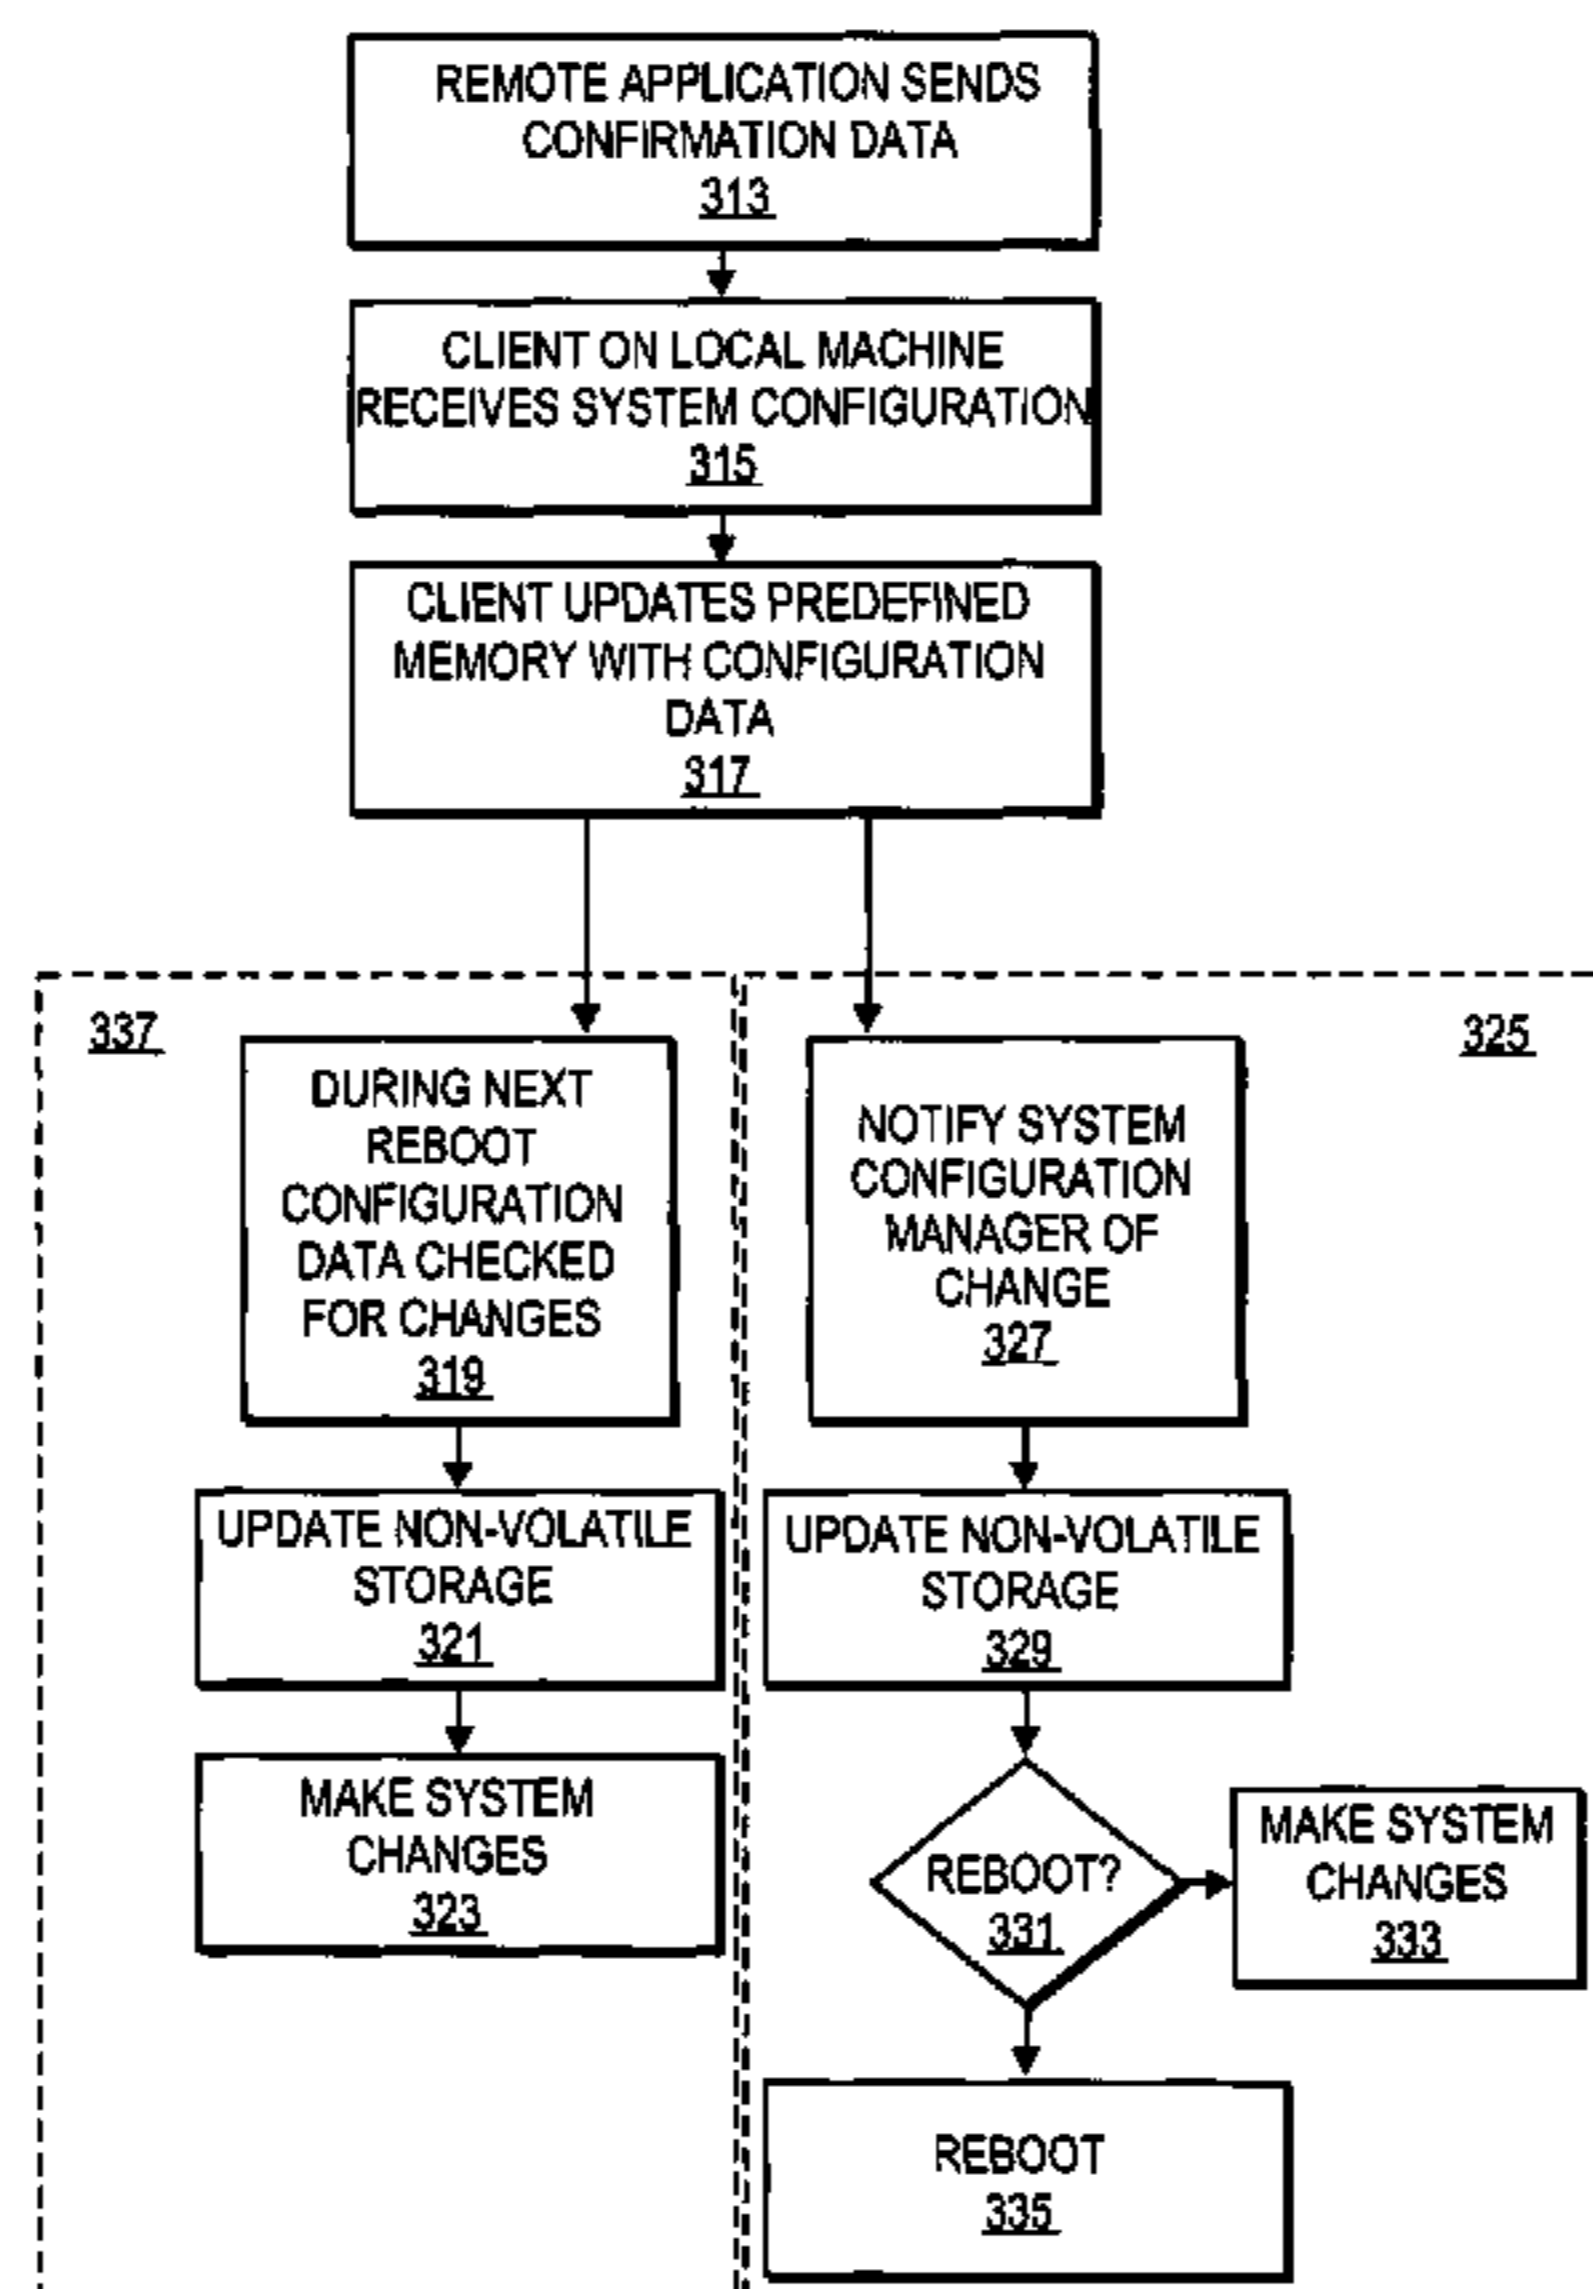 REMOTE APPLICATION SENDS
CONFIRMATION DATA
313
CLIENT ON LOCAL MACHINE
RECEIVES SYSTEM CONFIGURATION
315
CLIENT UPDATES PREDEFINED
MEMORY WITH CONFIGURATION
DATA
317
337
DURING NEXT
REBOOT
CONFIGURATION
DATA CHECKED
FOR CHANGES
319
UPDATE NON-VOLATILE
STORAGE
321
MAKE SYSTEM
CHANGES
323
325
NOTIFY SYSTEM
CONFIGURATION
MANAGER OF
CHANGE
327
UPDATE NON-VOLATILE
STORAGE
329
REBOOT?
331
MAKE SYSTEM
CHANGES
333
REBOOT
335